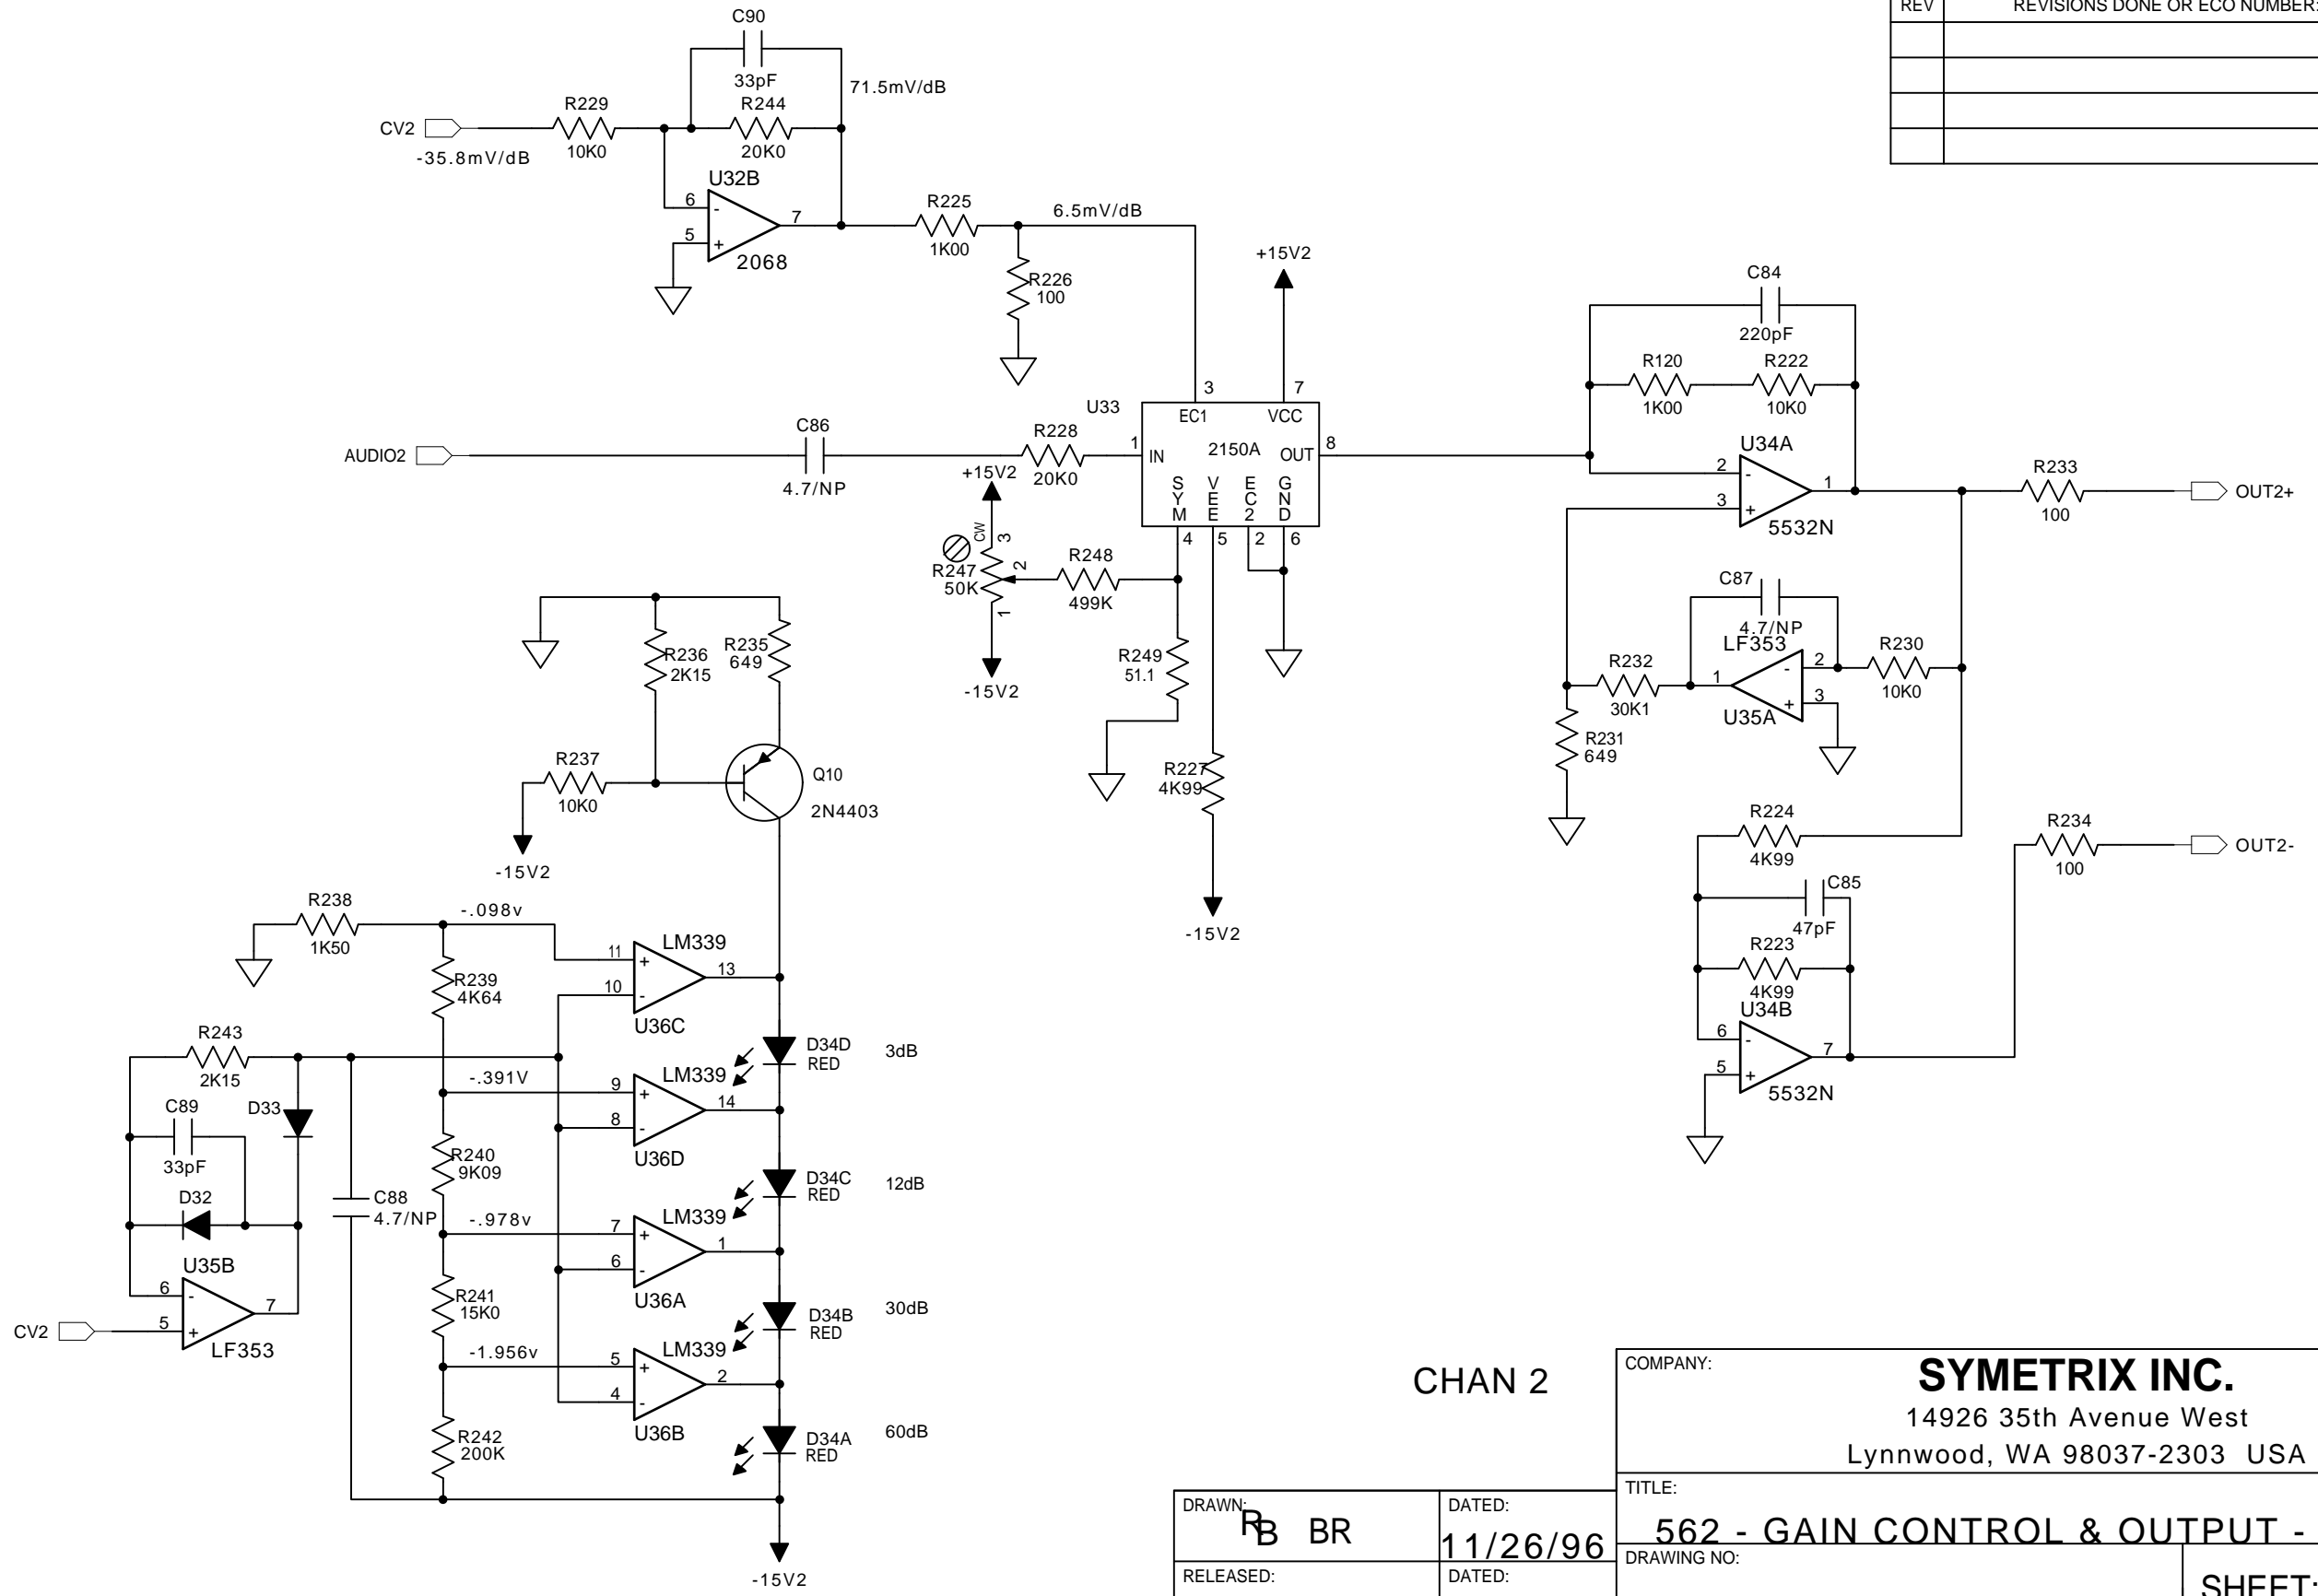 REV
REVISIONS DONE OR ECO NUMBER:
C90
33pF
71.5mV/dB
R229
10K0
R244
20K0
CV2
-35.8mV/dB
U32B
6
-
5
+
7
2068
R225
1K00
6.5mV/dB
R226
100
+15V2
C84
220pF
R120
1K00
R222
10K0
U33
3
7
EC1
VCC
1
IN
2150A
OUT
8
SYM
VEE
EC2
GND
4
5
2
6
AUDIO2
C86
4.7/NP
R228
20K0
+15V2
CW
3
R247
50K
2
1
-15V2
R248
499K
R249
51.1
R227
4K99
-15V2
U34A
2
-
3
+
1
5532N
R233
100
OUT2+
C87
4.7/NP
LF353
2
-
3
+
1
U35A
R230
10K0
R232
30K1
R231
649
R224
4K99
R234
100
OUT2-
C85
47pF
R223
4K99
U34B
6
-
5
+
7
5532N
R236
2K15
R235
649
R237
10K0
-15V2
Q10
2N4403
R238
1K50
-.098v
LM339
11
+
10
-
13
U36C
R239
4K64
D34D
RED
3dB
R243
2K15
-.391V
LM339
9
+
8
-
14
U36D
C89
33pF
D33
R240
9K09
D34C
RED
12dB
D32
C88
4.7/NP
-.978v
LM339
7
+
6
-
1
U36A
U35B
6
-
5
+
7
LF353
CV2
R241
15K0
D34B
RED
30dB
-1.956v
LM339
5
+
4
-
2
U36B
R242
200K
D34A
RED
60dB
-15V2
CHAN 2
COMPANY:
SYMETRIX INC.
14926 35th Avenue West
Lynnwood, WA 98037-2303 USA
TITLE:
562 - GAIN CONTROL & OUTPUT -
DRAWN:
RB BR
DATED:
11/26/96
DRAWING NO:
RELEASED:
DATED:
SHEET: